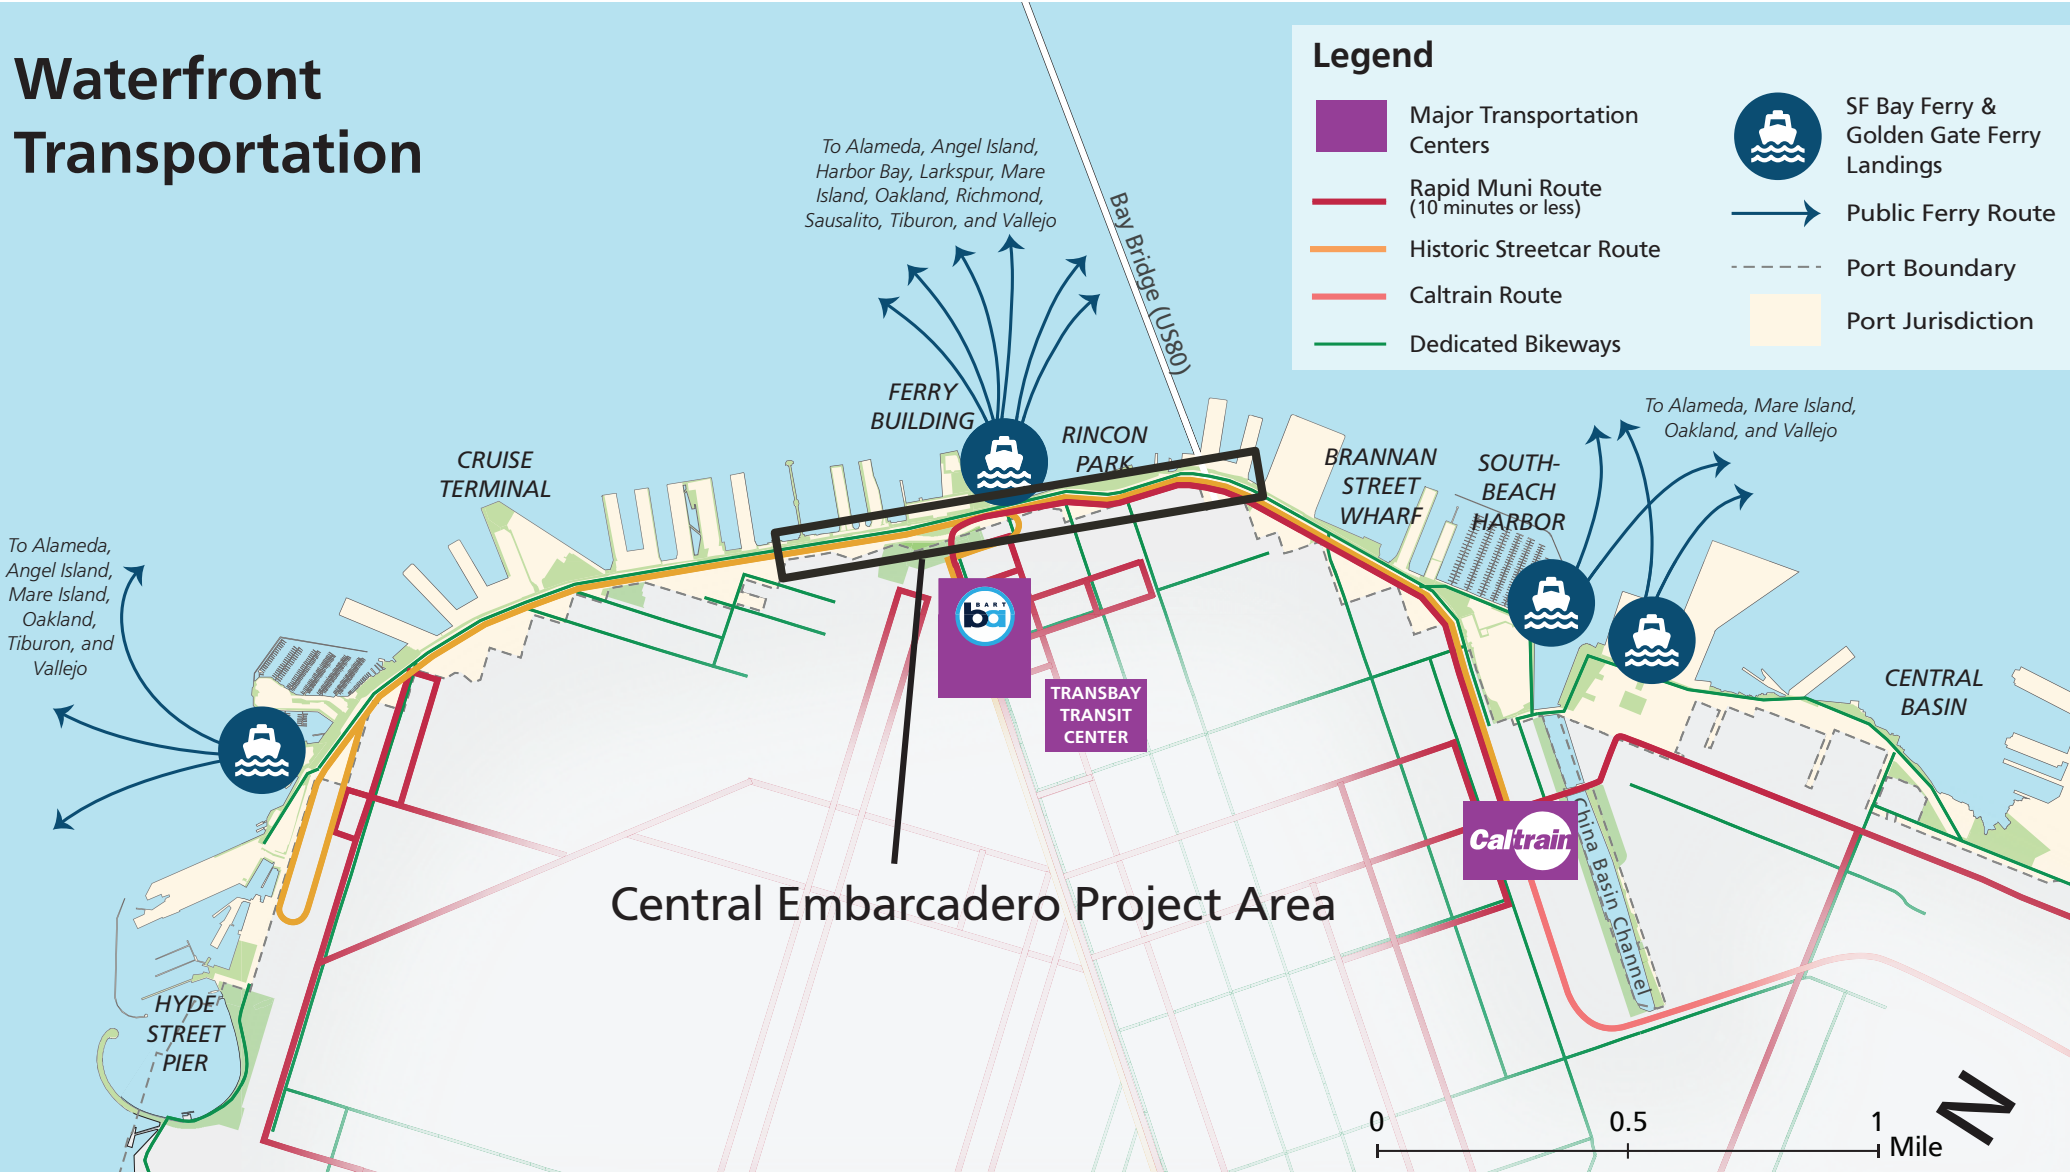 Waterfront
Transportation
Legend
Major Transportation
Centers
Rapid Muni Route
(10 minutes or less)
Historic Streetcar Route
Caltrain Route
Dedicated Bikeways
SF Bay Ferry &
Golden Gate Ferry
Landings
Public Ferry Route
Port Boundary
Port Jurisdiction
To Alameda, Angel Island,
Harbor Bay, Larkspur, Mare
Island, Oakland, Richmond,
Sausalito, Tiburon, and Vallejo
Bay Bridge (US80)
FERRY
BUILDING
RINCON
PARK
CRUISE
TERMINAL
BRANNAN
STREET
WHARF
SOUTH-
BEACH
HARBOR
To Alameda, Mare Island,
Oakland, and Vallejo
To Alameda,
Angel Island,
Mare Island,
Oakland,
Tiburon, and
Vallejo
BART
ba
TRANSBAY
TRANSIT
CENTER
CENTRAL
BASIN
Caltrain
China Basin Channel
Central Embarcadero Project Area
HYDE
STREET
PIER
0 0.5 1
Mile
N